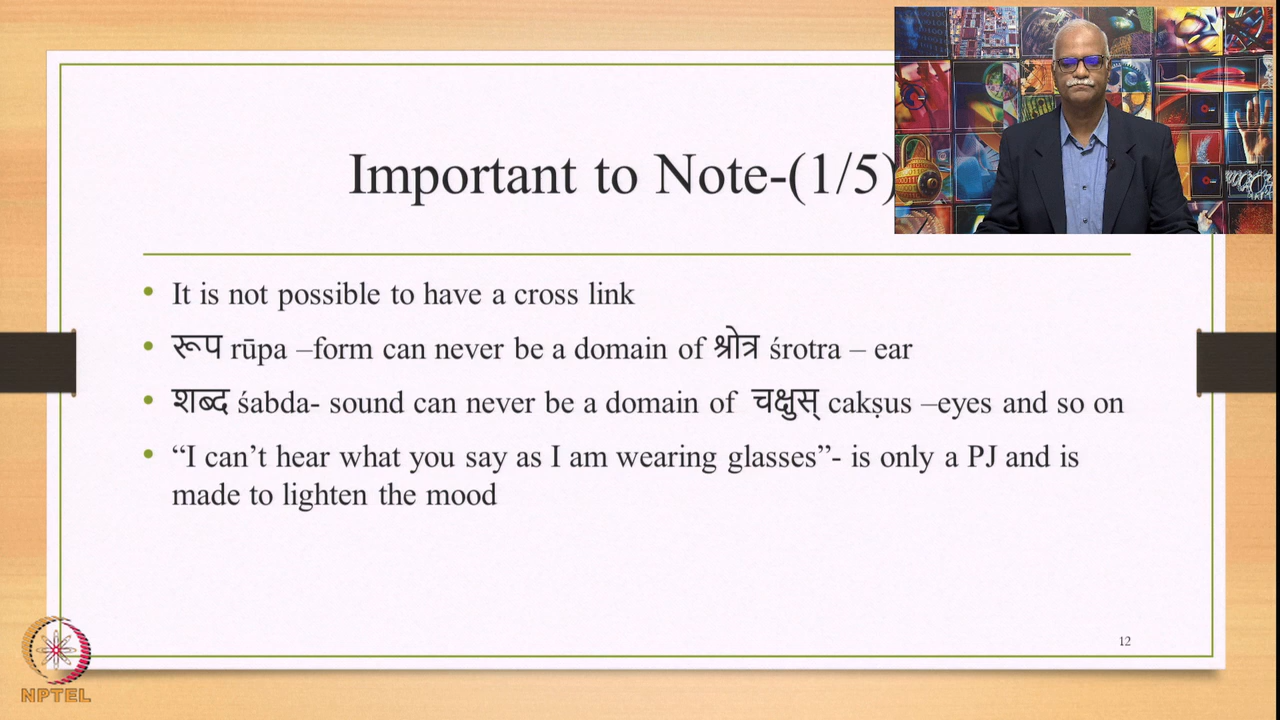 Important to Note-(1/5)
• It is not possible to have a cross link
• रूप rūpa –form can never be a domain of श्रोत्र śrotra – ear
• शब्द śabda- sound can never be a domain of चक्षुस् cakṣus –eyes and so on
• “I can’t hear what you say as I am wearing glasses”- is only a PJ and is
made to lighten the mood
12
NPTEL